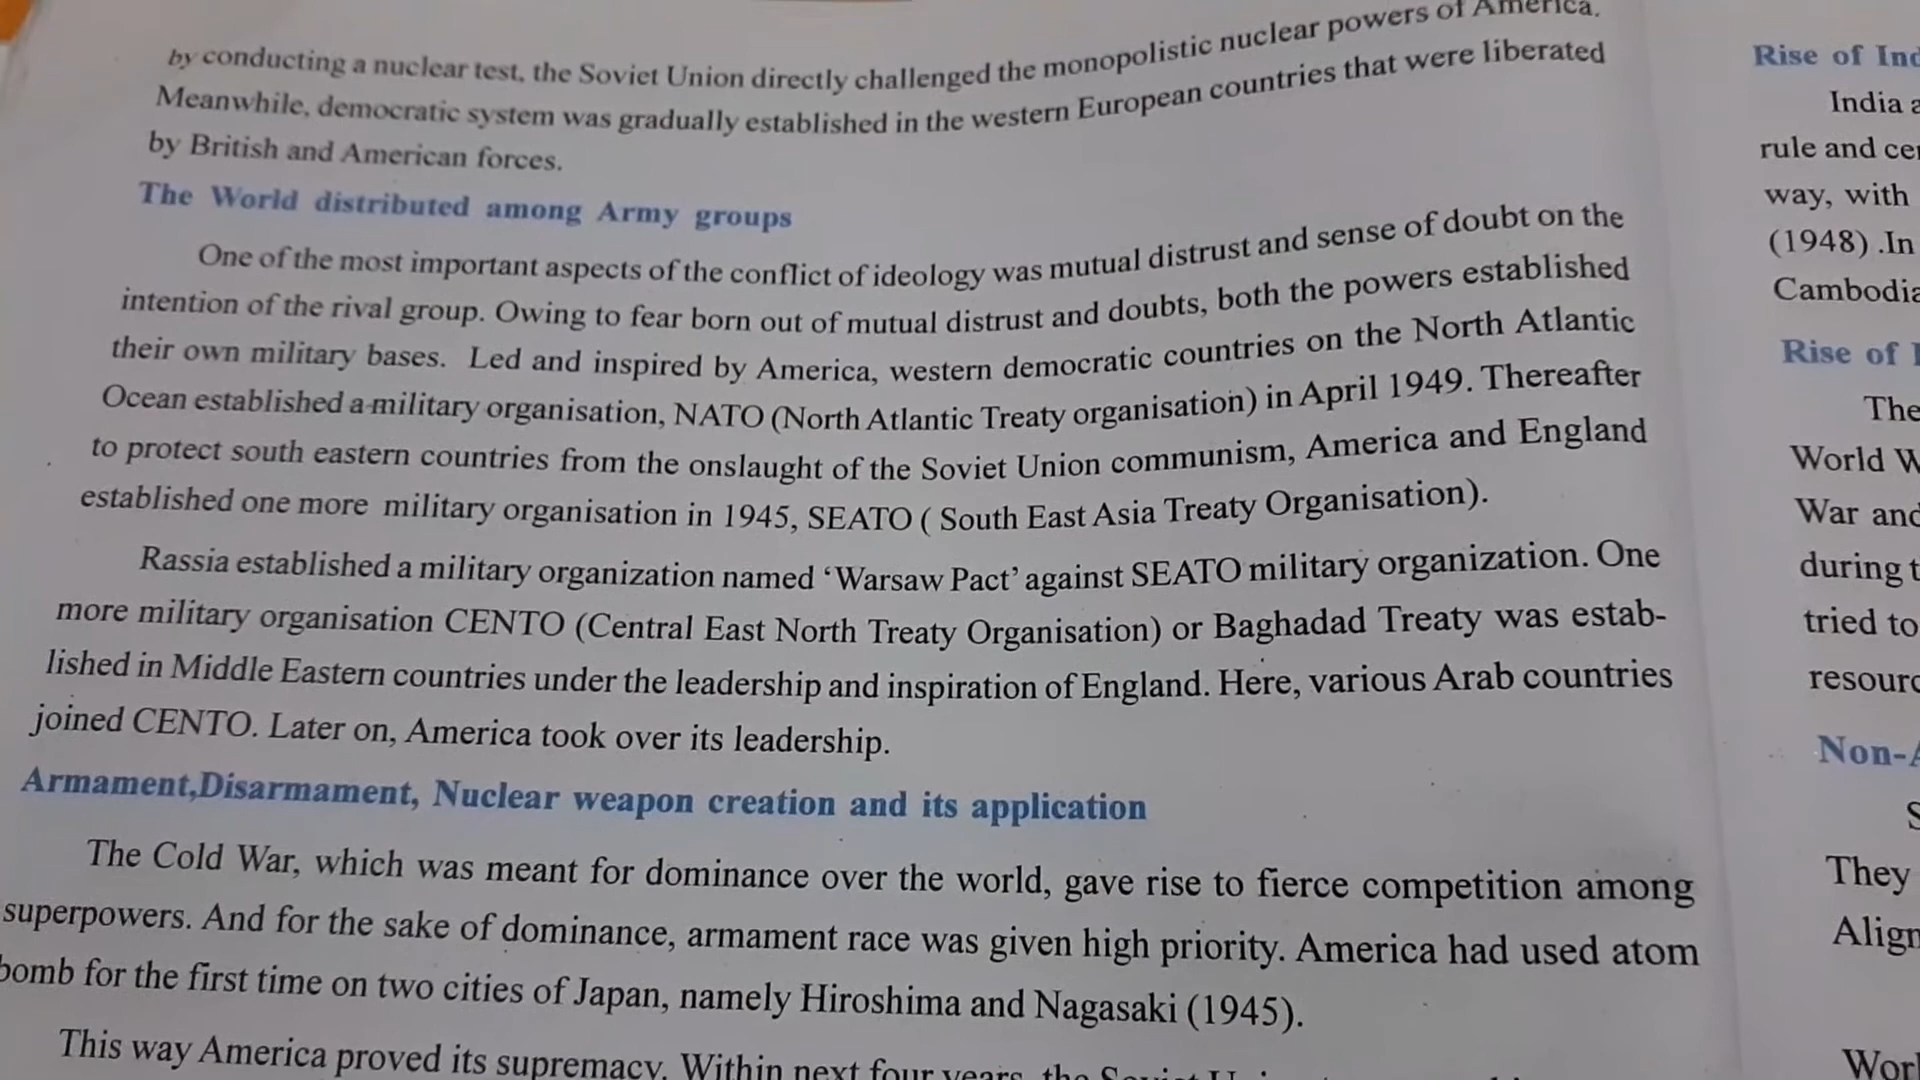 by conducting a nuclear test, the Soviet Union directly challenged the monopolistic nuclear powers of America.
Meanwhile, democratic system was gradually established in the western European countries that were liberated
by British and American forces.
The World distributed among Army groups
One of the most important aspects of the conflict of ideology was mutual distrust and sense of doubt on the
intention of the rival group. Owing to fear born out of mutual distrust and doubts, both the powers established
their own military bases. Led and inspired by America, western democratic countries on the North Atlantic
Ocean established a military organisation, NATO (North Atlantic Treaty organisation) in April 1949. Thereafter
to protect south eastern countries from the onslaught of the Soviet Union communism, America and England
established one more military organisation in 1945, SEATO ( South East Asia Treaty Organisation).
Rassia established a military organization named ‘Warsaw Pact’ against SEATO military organization. One
more military organisation CENTO (Central East North Treaty Organisation) or Baghadad Treaty was estab-
lished in Middle Eastern countries under the leadership and inspiration of England. Here, various Arab countries
joined CENTO. Later on, America took over its leadership.
Armament,Disarmament, Nuclear weapon creation and its application
The Cold War, which was meant for dominance over the world, gave rise to fierce competition among
superpowers. And for the sake of dominance, armament race was given high priority. America had used atom
bomb for the first time on two cities of Japan, namely Hiroshima and Nagasaki (1945).
This way America proved its supremacy. Within next four years, the Soviet
Rise of
India
rule and
way, with
(1948) .In
Cambodia
Rise of
The
World
War and
during
tried to
Non-
They